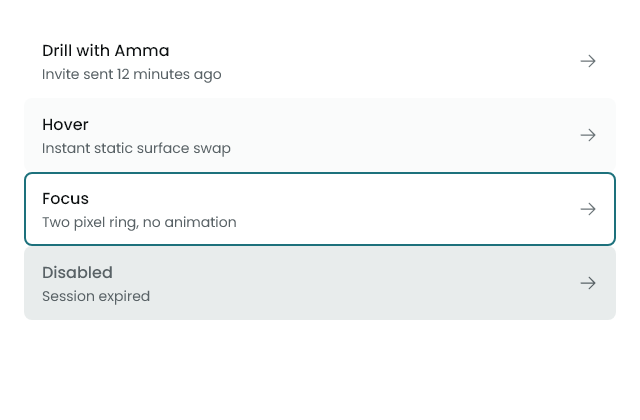 Drill with Amma
Invite sent 12 minutes ago
Hover
Instant static surface swap
Focus
Two pixel ring, no animation
Disabled
Session expired